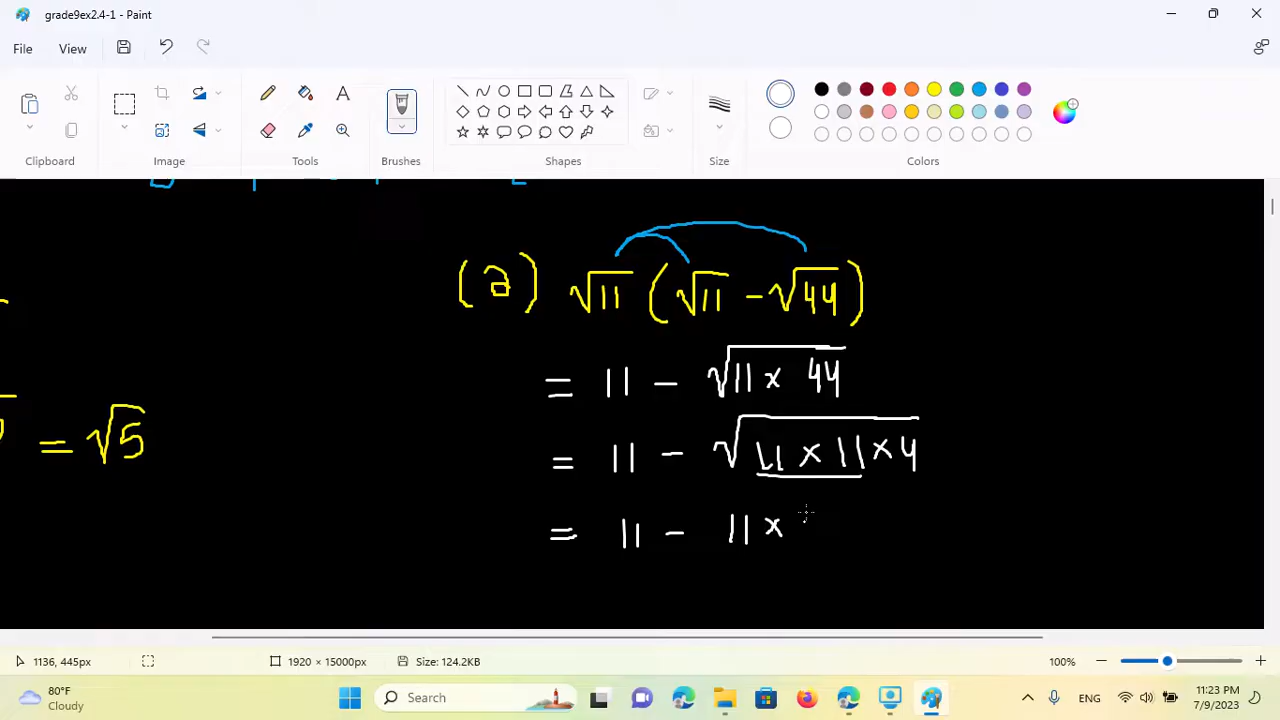 grade9ex2.4-1 - Paint
File View
Clipboard Image Tools Brushes Shapes Size Colors
(a) √11 (√11 - √44)
= 11 - √11 × 44
= √5
= 11 - √11 × 11 × 4
= 11 - 11 ×
1136, 445px 1920 × 15000px Size: 124.2KB 100%
80°F
Cloudy
Search
ENG
11:23 PM
7/9/2023